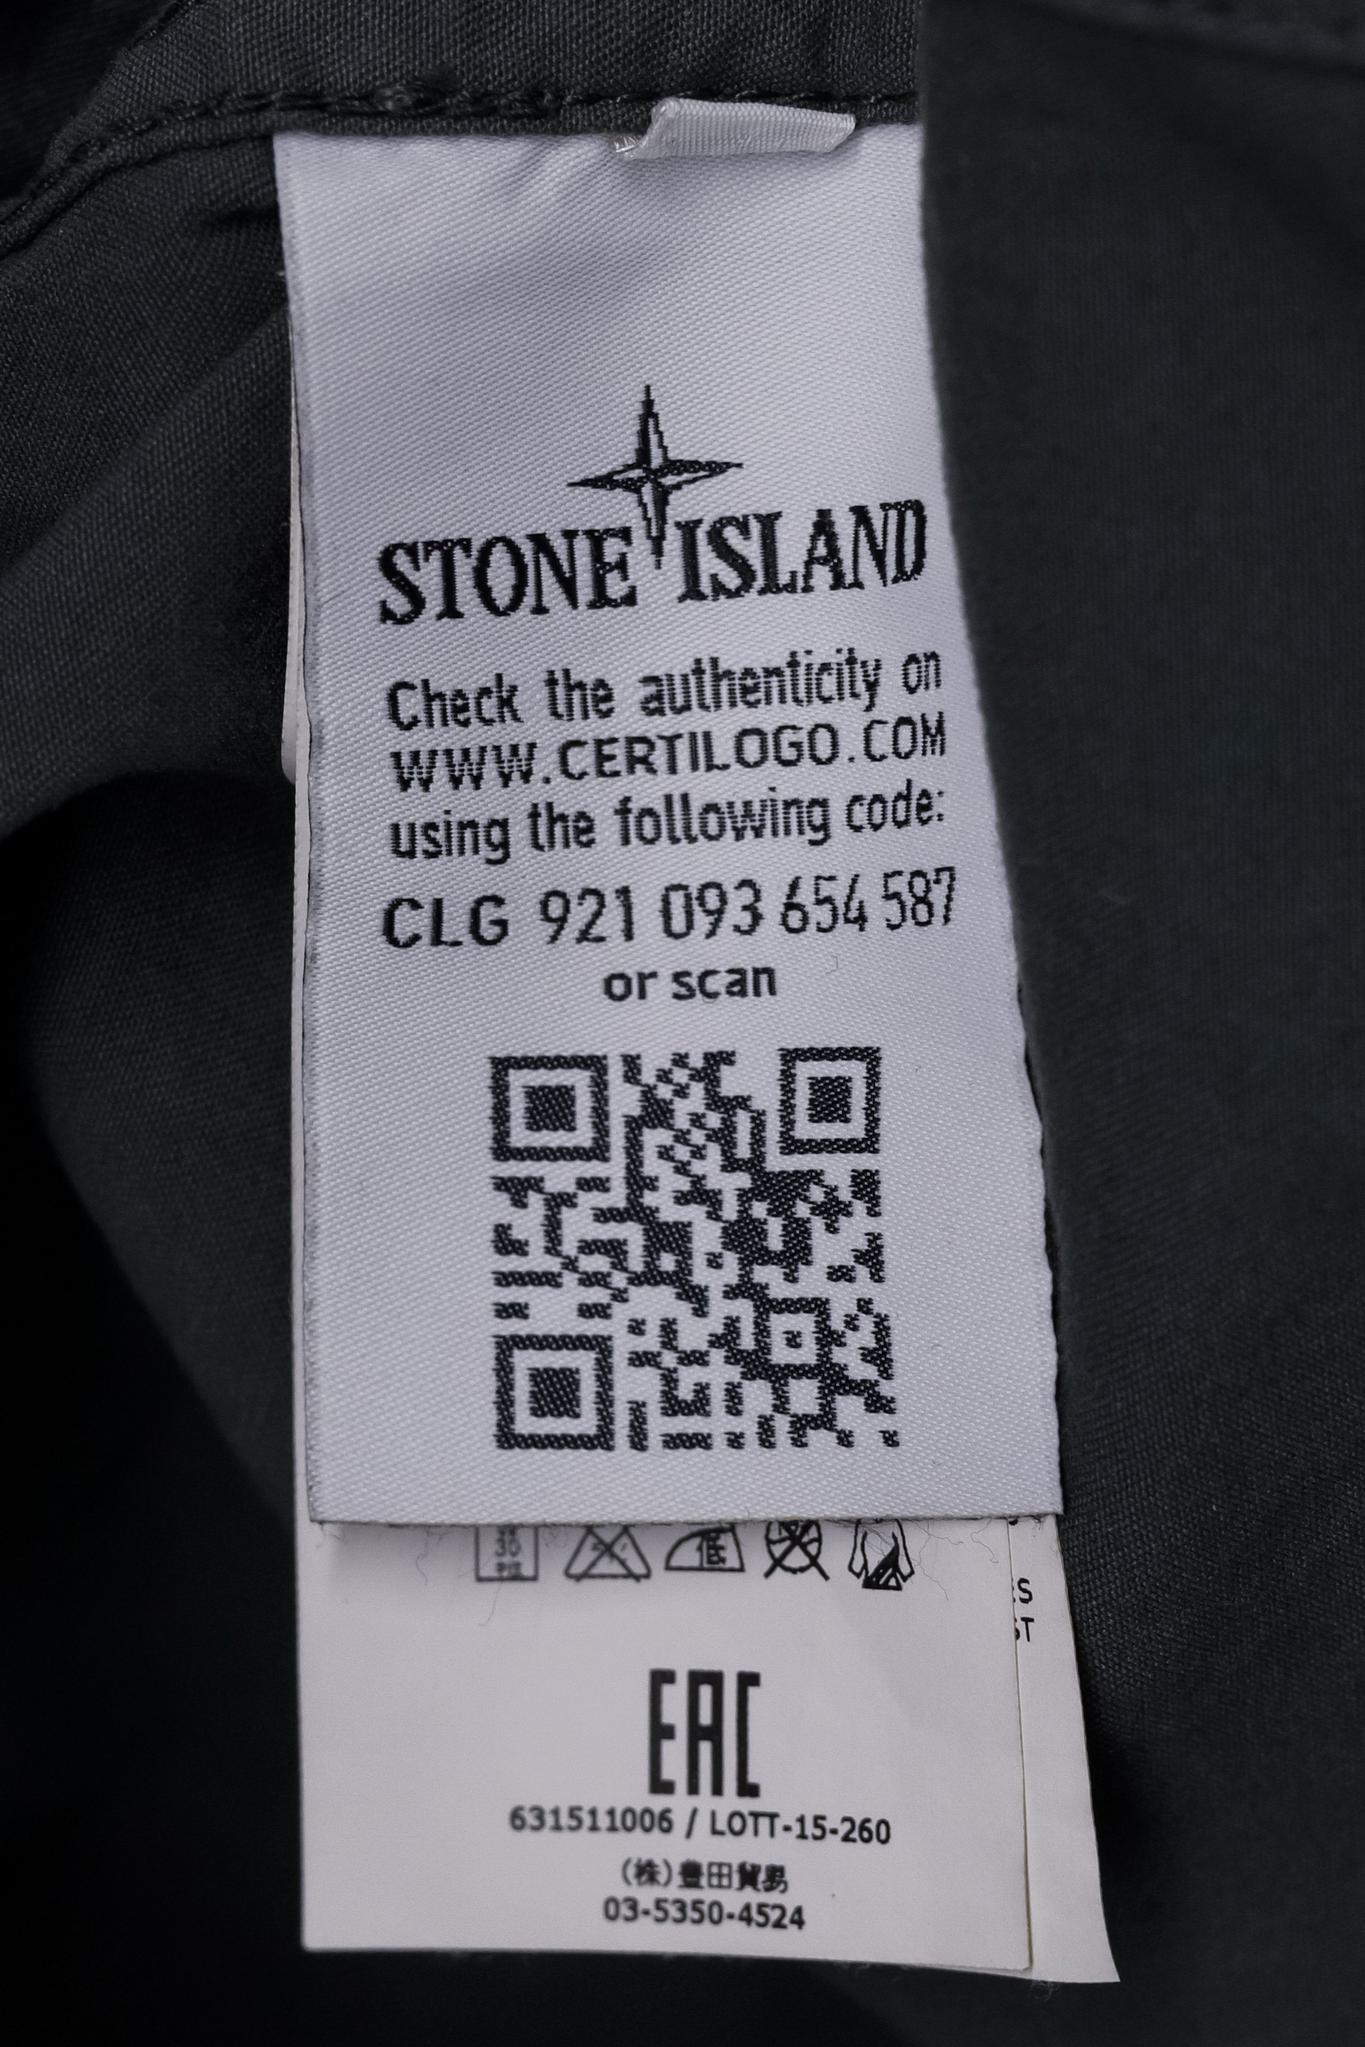 STONE ISLAND
Check the authenticity on
WWW.CERTILOGO.COM
using the following code:
CLG 921 093 654 587
or scan
低
EAC
631511006 / LOTT-15-260
(株)豊田貿易
03-5350-4524